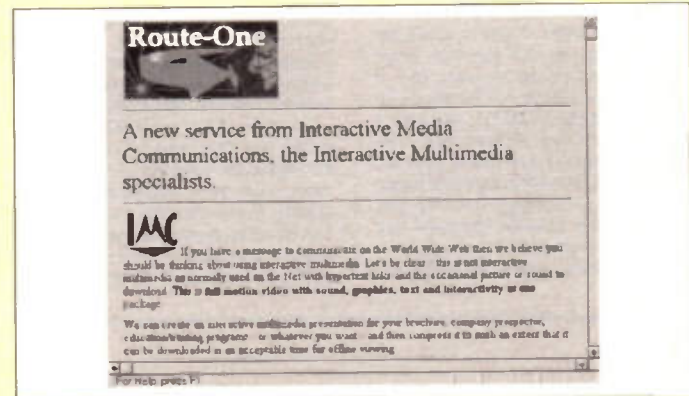 Route-One
A new service from Interactive Media
Communications, the Interactive Multimedia
specialists.
IMC
If you have a message to communicate on the World Wide Web then we believe you
should be thinking about using interactive multimedia. Let's be clear this is not interactive
multimedia as normally used on the Net with hypertext links and the occasional picture or sound to
download. This is full motion video with sound, graphics, text and interactivity in one
package
We can create an interactive multimedia presentation for your brochure, company prospectus,
education/training programs or whatever you want and then compress it to such an extent that it
can be downloaded in an acceptable time for offline viewing
For Help press F1